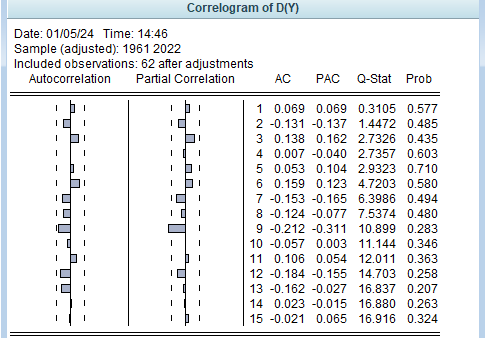 Correlogram of D(Y)
Date: 01/05/24 Time: 14:46
Sample (adjusted): 1961 2022
Included observations: 62 after adjustments
Autocorrelation Partial Correlation AC PAC Q-Stat Prob
1 0.069 0.069 0.3105 0.577
2 -0.131 -0.137 1.4472 0.485
3 0.138 0.162 2.7326 0.435
4 0.007 -0.040 2.7357 0.603
5 0.053 0.104 2.9323 0.710
6 0.159 0.123 4.7203 0.580
7 -0.153 -0.165 6.3986 0.494
8 -0.124 -0.077 7.5374 0.480
9 -0.212 -0.311 10.899 0.283
10 -0.057 0.003 11.144 0.346
11 0.106 0.054 12.011 0.363
12 -0.184 -0.155 14.703 0.258
13 -0.162 -0.027 16.837 0.207
14 0.023 -0.015 16.880 0.263
15 -0.021 0.065 16.916 0.324